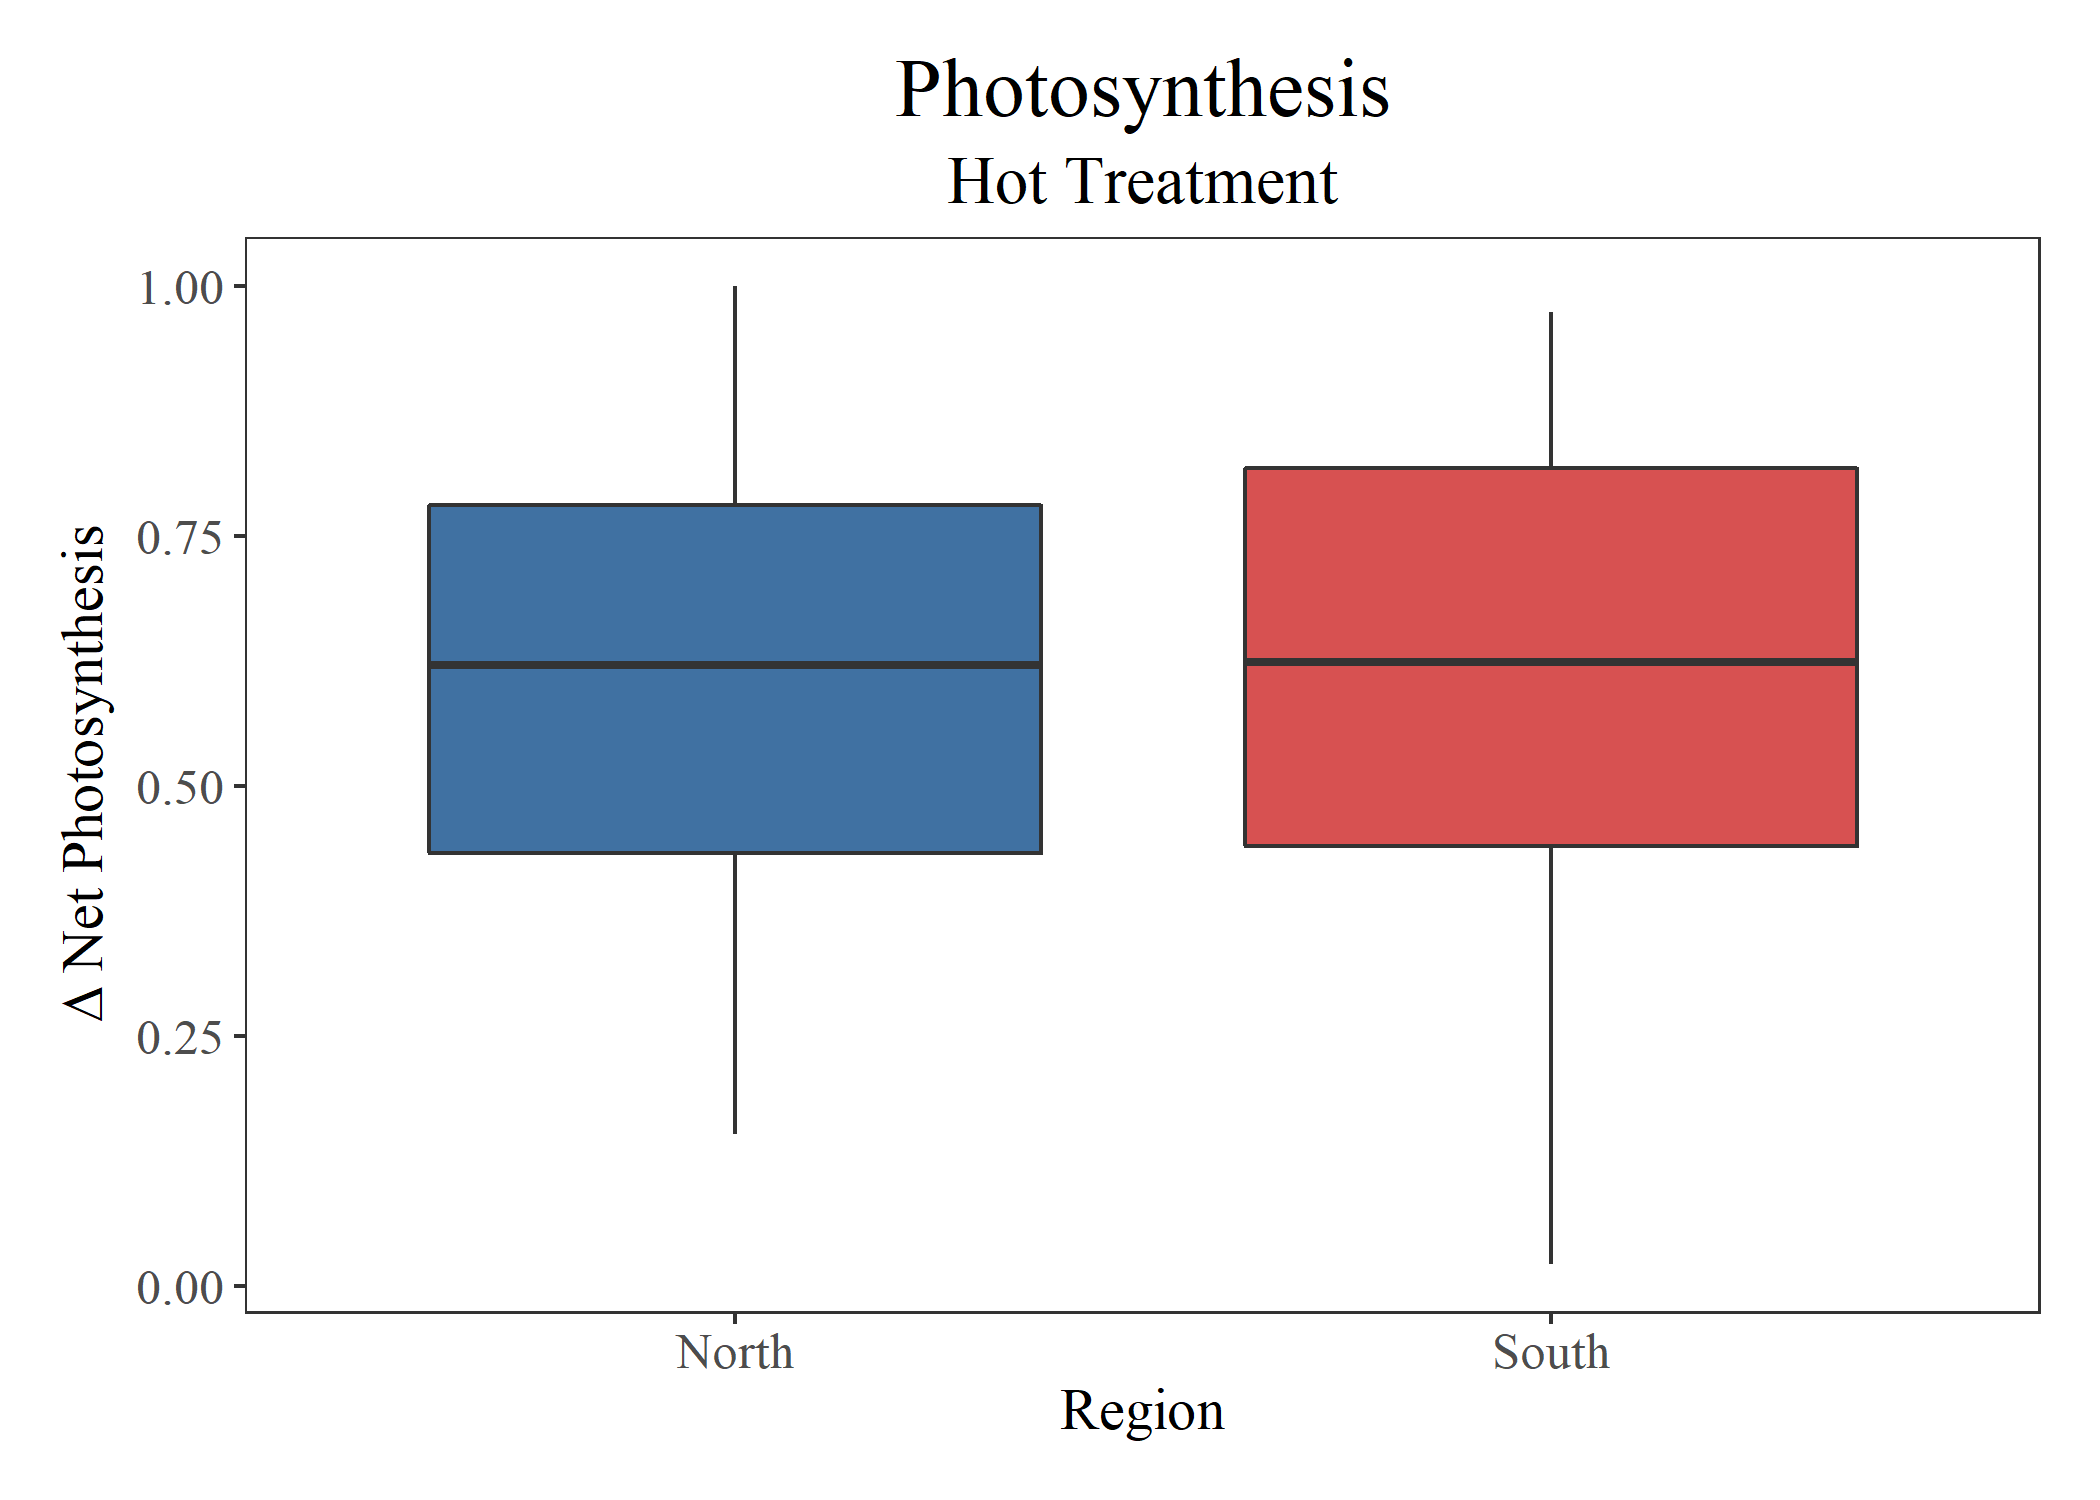 Photosynthesis
Hot Treatment
Δ Net Photosynthesis
1.00
0.75
0.50
0.25
0.00
North South
Region